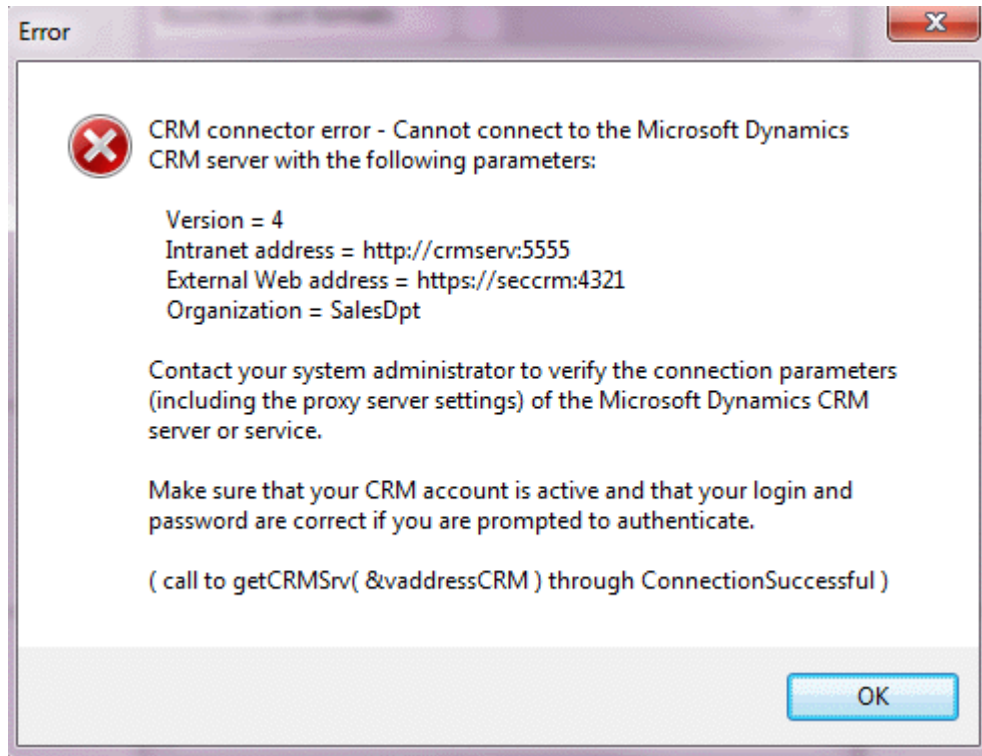 Error
CRM connector error - Cannot connect to the Microsoft Dynamics
CRM server with the following parameters:
Version = 4
Intranet address = http://crmserv:5555
External Web address = https://seccrm:4321
Organization = SalesDpt
Contact your system administrator to verify the connection parameters
(including the proxy server settings) of the Microsoft Dynamics CRM
server or service.
Make sure that your CRM account is active and that your login and
password are correct if you are prompted to authenticate.
( call to getCRMSrv( &vaddressCRM ) through ConnectionSuccessful )
OK